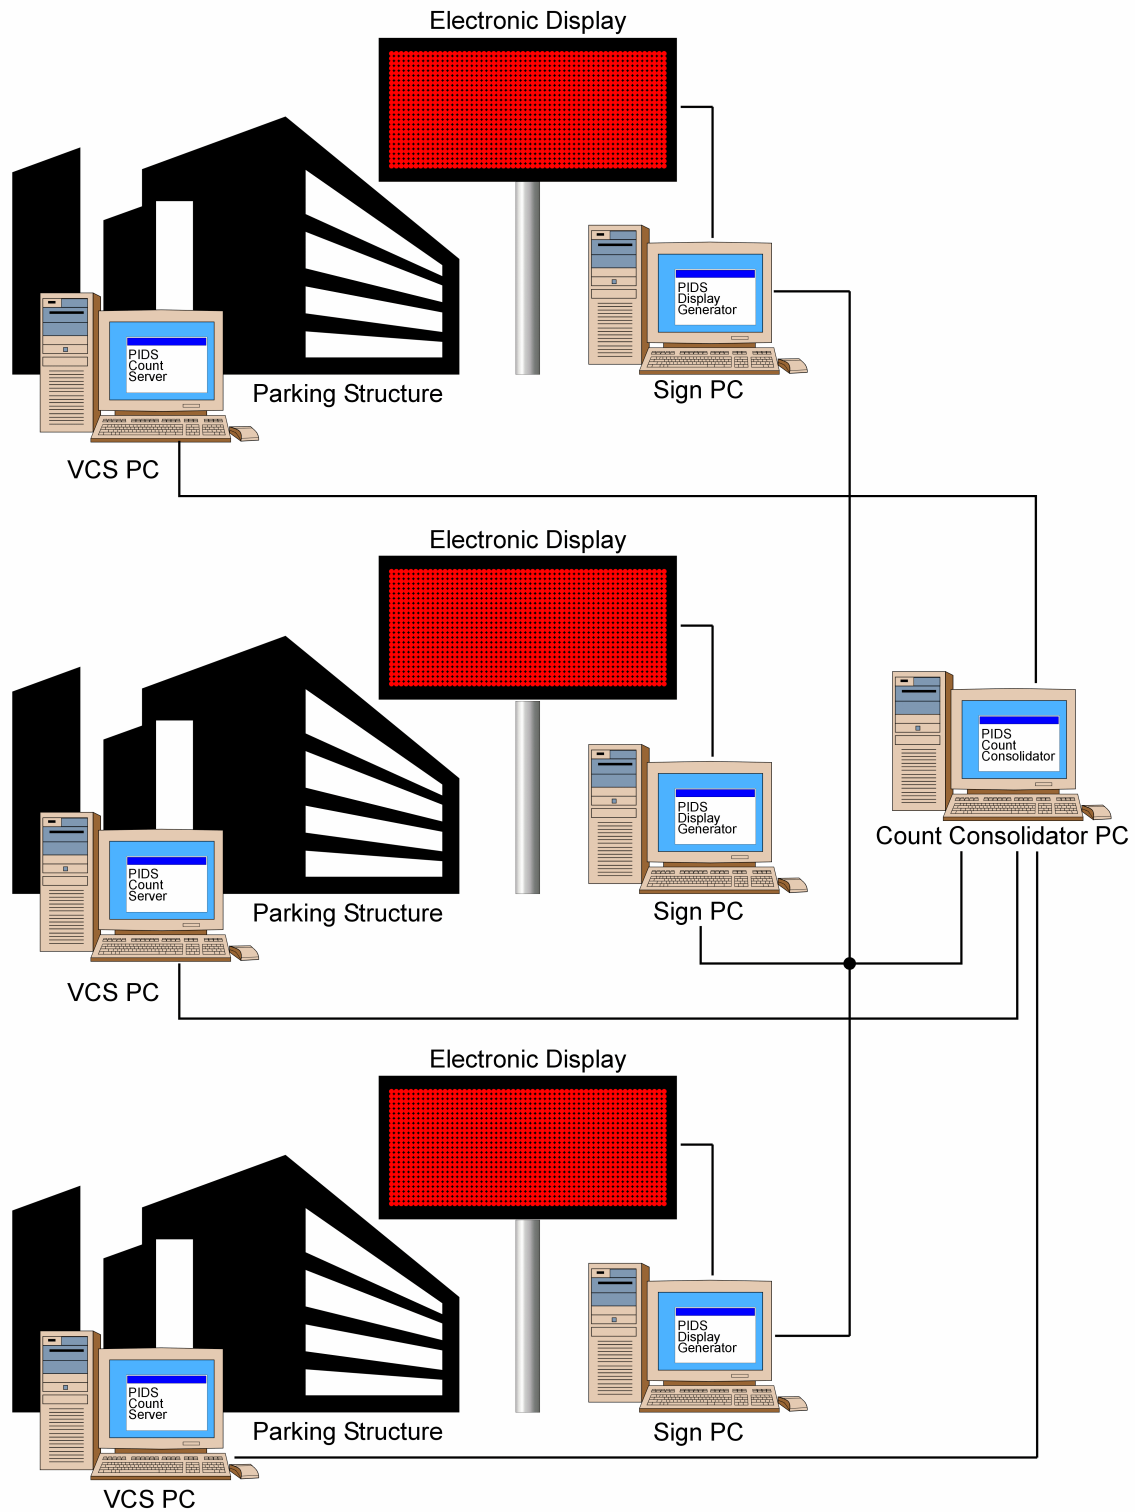 Electronic Display
PIDS
Display
Generator
PIDS
Count
Server
Parking Structure
Sign PC
VCS PC
Electronic Display
PIDS
Count
Consolidator
PIDS
Display
Generator
Count Consolidator PC
PIDS
Count
Server
Parking Structure
Sign PC
VCS PC
Electronic Display
PIDS
Display
Generator
PIDS
Count
Server
Parking Structure
Sign PC
VCS PC